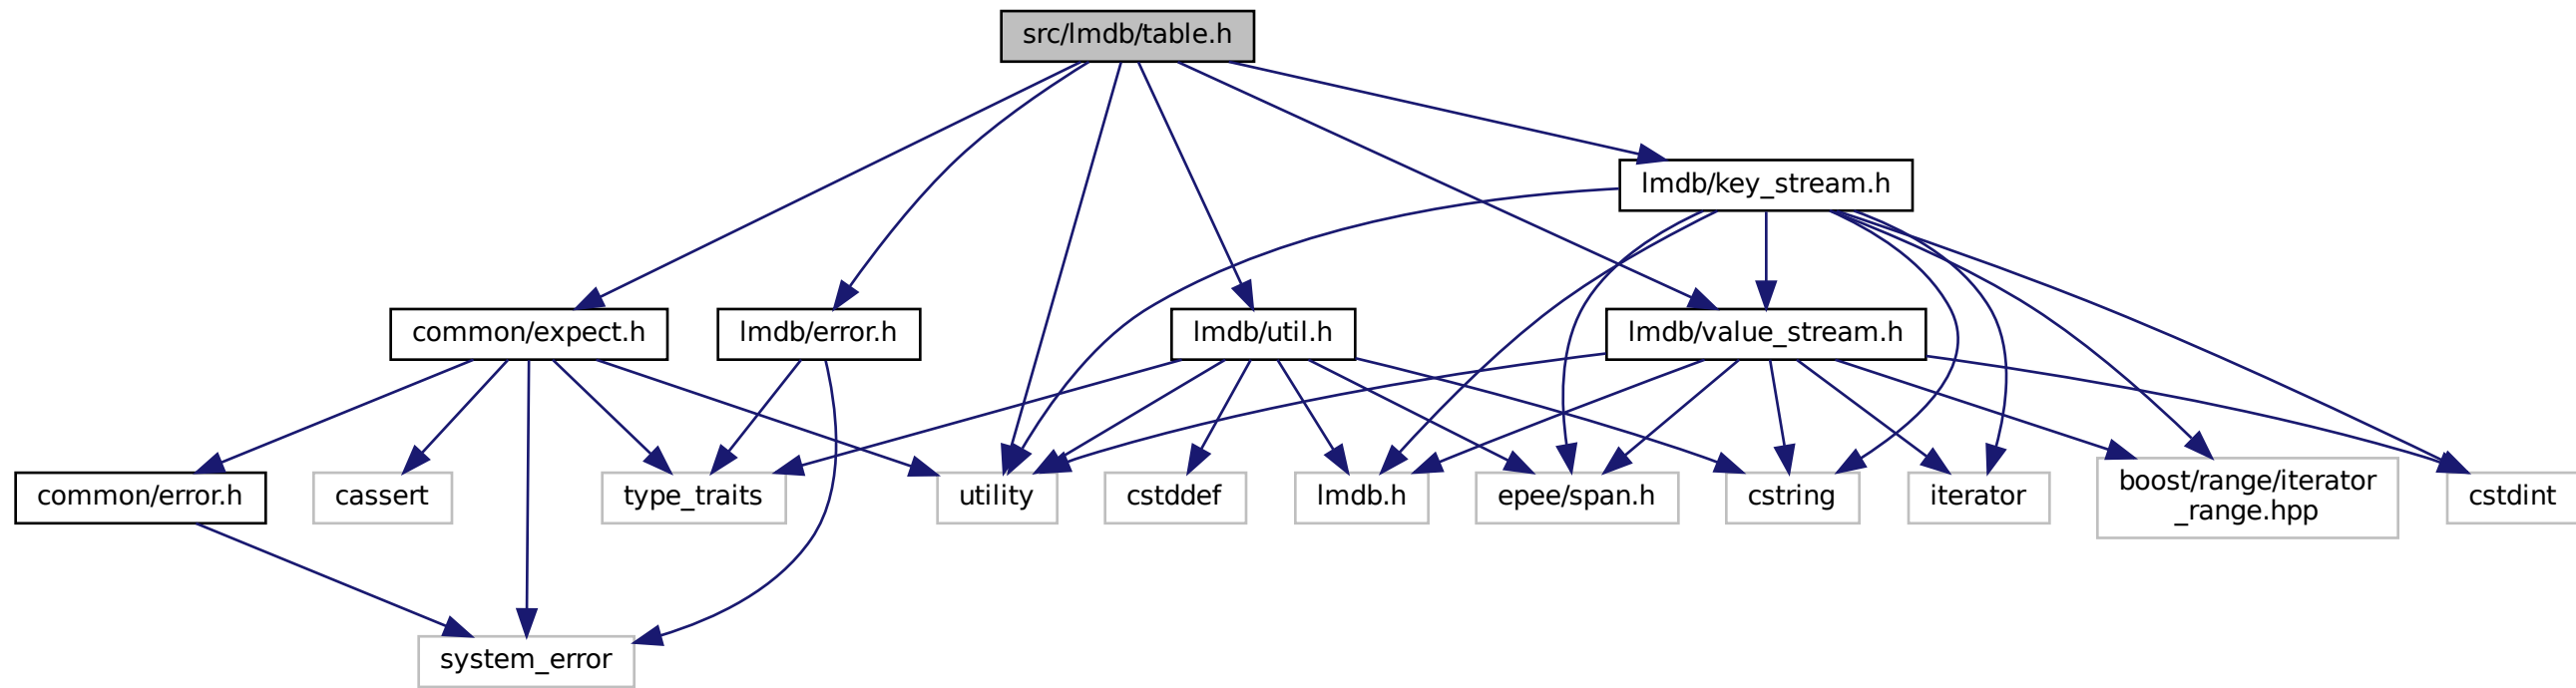 src/lmdb/table.h
lmdb/key_stream.h
common/expect.h
lmdb/error.h
lmdb/util.h
lmdb/value_stream.h
common/error.h
cassert
type_traits
utility
cstddef
lmdb.h
epee/span.h
cstring
iterator
boost/range/iterator
_range.hpp
cstdint
system_error